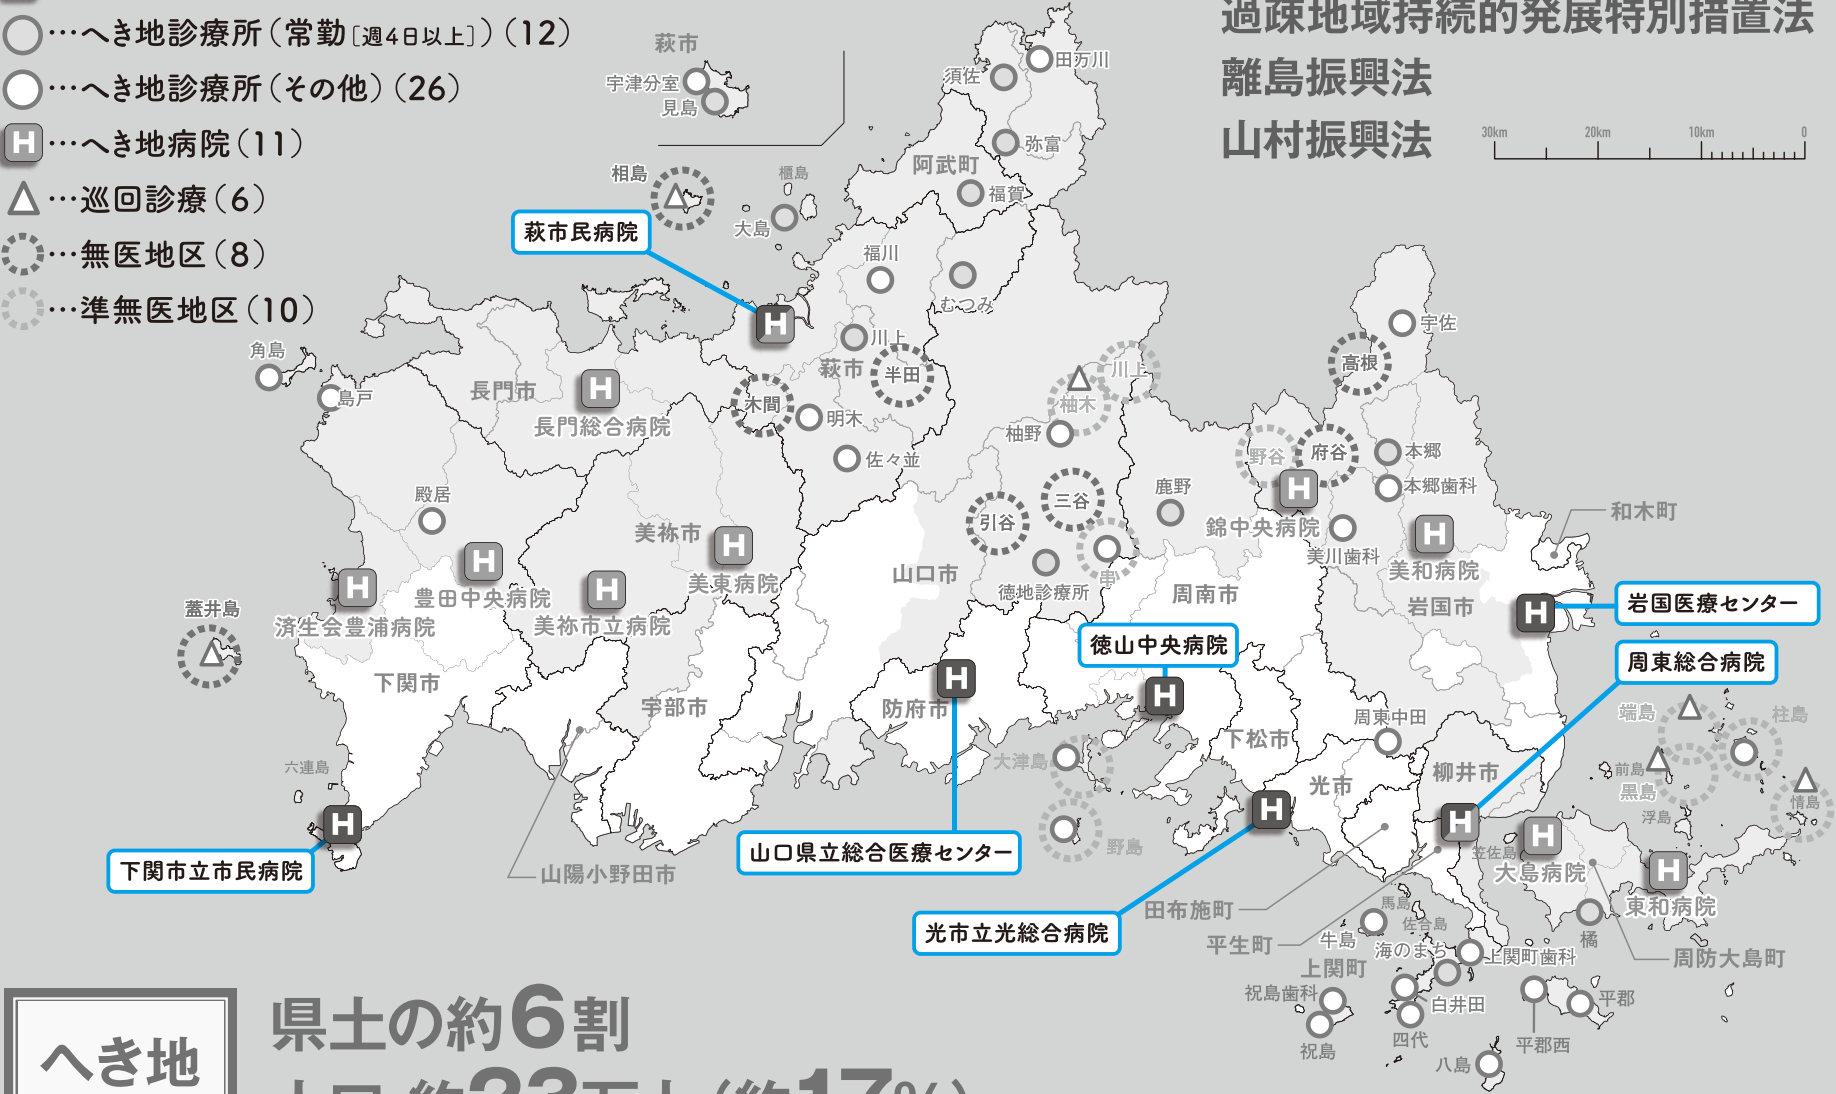 …へき地診療所（常勤［週4日以上］）（12）
…へき地診療所（その他）（26）
H…へき地病院（11）
…巡回診療（6）
…無医地区（8）
…準無医地区（10）
過疎地域持続的発展特別措置法
離島振興法
山村振興法
30km 20km 10km 0
萩市
宇津分室
見島
相島
櫃島
大島
萩市民病院
田万川
須佐
弥富
阿武町
福賀
福川
むつみ
川上
萩市
半田
木間
明木
佐々並
角島
島戸
長門市
長門総合病院
殿居
美祢市
美東病院
豊田中央病院
美祢市立病院
済生会豊浦病院
蓋井島
下関市
六連島
下関市立市民病院
宇部市
山陽小野田市
川上
柚木
柚野
三谷
引谷
串
徳地診療所
山口市
防府市
山口県立総合医療センター
鹿野
周南市
徳山中央病院
大津島
野島
下松市
光市
光市立光総合病院
宇佐
高根
野谷
府谷
本郷
本郷歯科
錦中央病院
美川歯科
美和病院
岩国市
和木町
岩国医療センター
周東総合病院
周東中田
柳井市
端島
柱島
前島
黒島
情島
浮島
笠佐島
大島病院
東和病院
橘
周防大島町
田布施町
平生町
馬島
佐合島
牛島
海のまち
上関町歯科
上関町
祝島歯科
祝島
白井田
四代
平郡
平郡西
八島
へき地
県土の約6割
人口 約23万人（約17％）